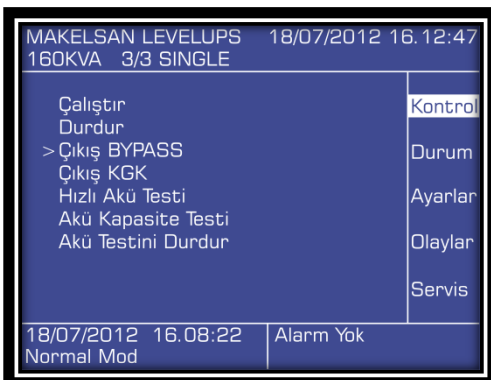 MAKELSAN LEVELUPS 18/07/2012 16.12:47
160KVA 3/3 SINGLE
Çalıştır
Durdur
>Çıkış BYPASS
Çıkış KGK
Hızlı Akü Testi
Akü Kapasite Testi
Akü Testini Durdur
Kontrol
Durum
Ayarlar
Olaylar
Servis
18/07/2012 16.08:22
Normal Mod
Alarm Yok